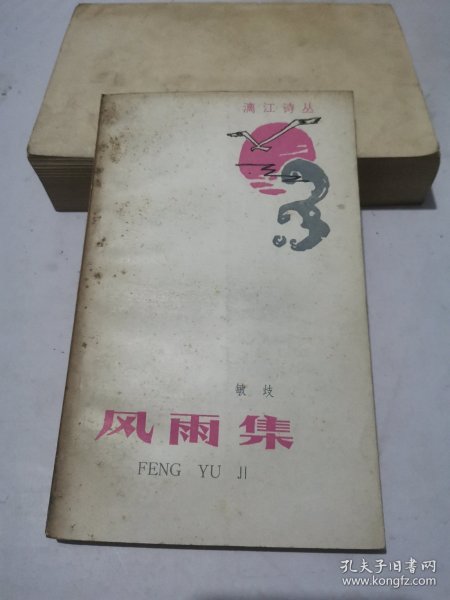 漓江诗丛
敏歧
风雨集
FENG YU JI
孔夫子旧书网
www.kongfz.com